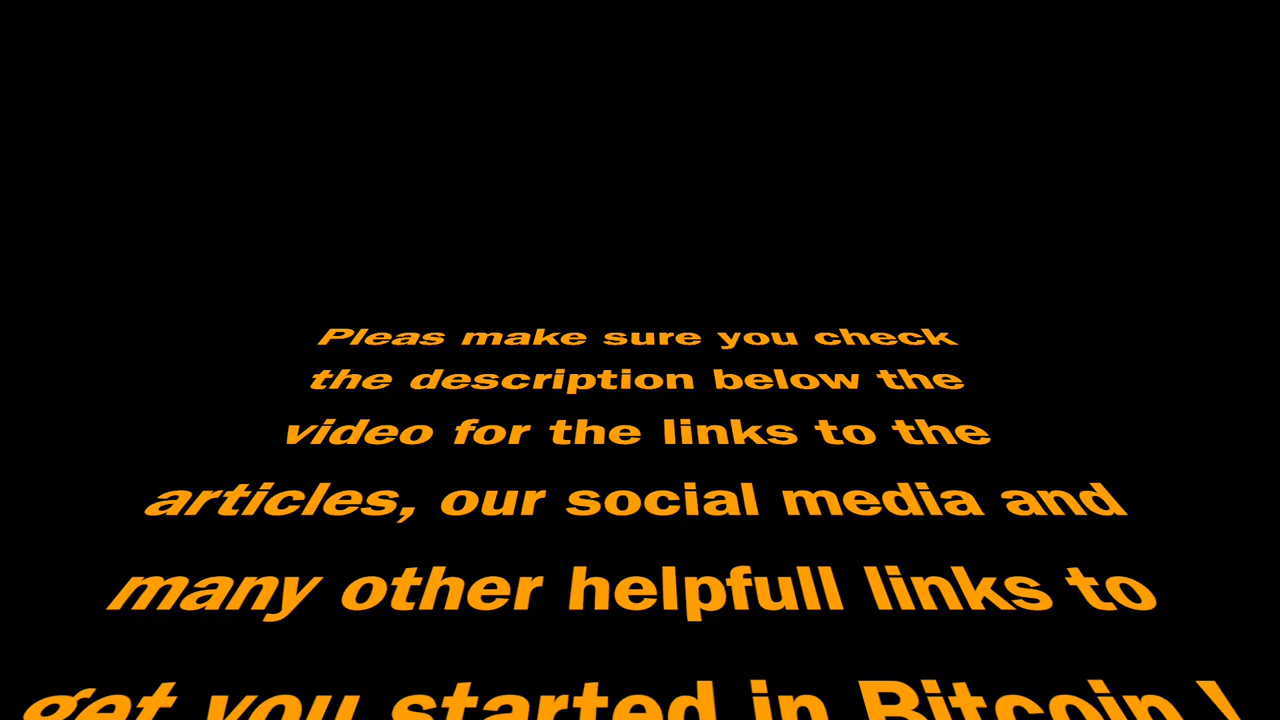 Pleas make sure you check
the description below the
video for the links to the
articles, our social media and
many other helpfull links to
get you started in Bitcoin !